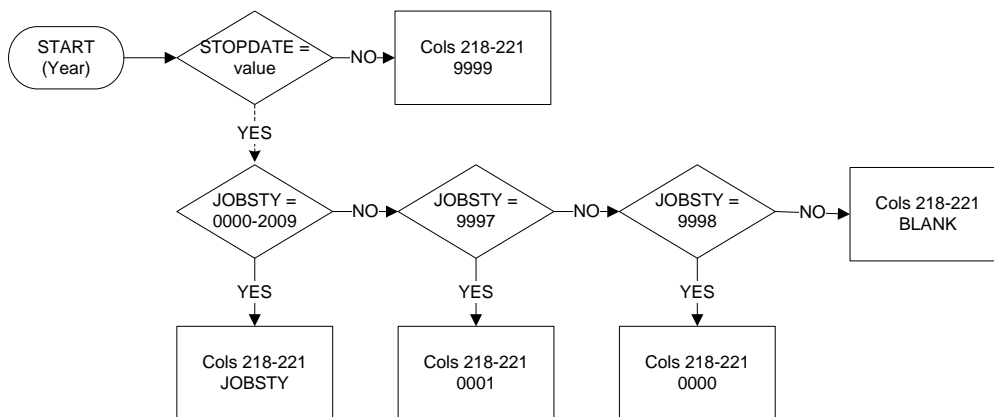 START
(Year)
STOPDATE =
value
NO
Cols 218-221
9999
YES
JOBSTY =
0000-2009
NO
JOBSTY =
9997
NO
JOBSTY =
9998
NO
Cols 218-221
BLANK
YES
YES
YES
Cols 218-221
JOBSTY
Cols 218-221
0001
Cols 218-221
0000